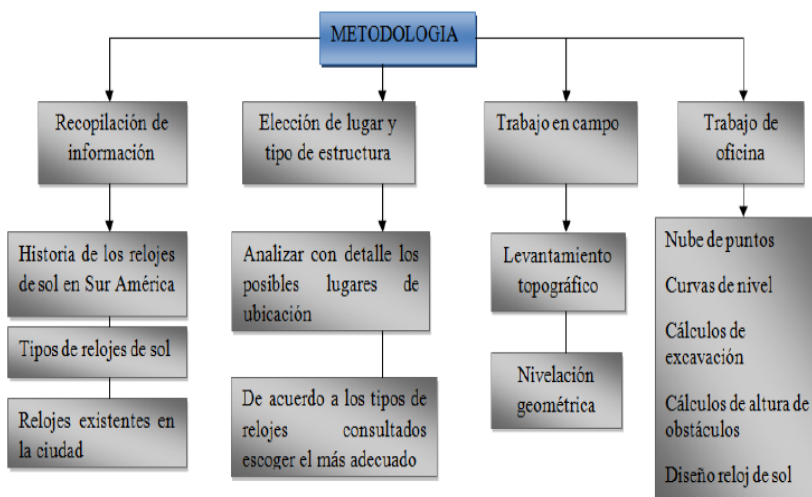 METODOLOGIA
Recopilación de
información
Historia de los relojes
de sol en Sur América
Tipos de relojes de sol
Relojes existentes en
la ciudad
Elección de lugar y
tipo de estructura
Analizar con detalle los
posibles lugares de
ubicación
De acuerdo a los tipos de
relojes consultados
escoger el más adecuado
Trabajo en campo
Levantamiento
topográfico
Nivelación
geométrica
Trabajo de
oficina
Nube de puntos
Curvas de nivel
Cálculos de
excavación
Cálculos de altura de
obstáculos
Diseño reloj de sol